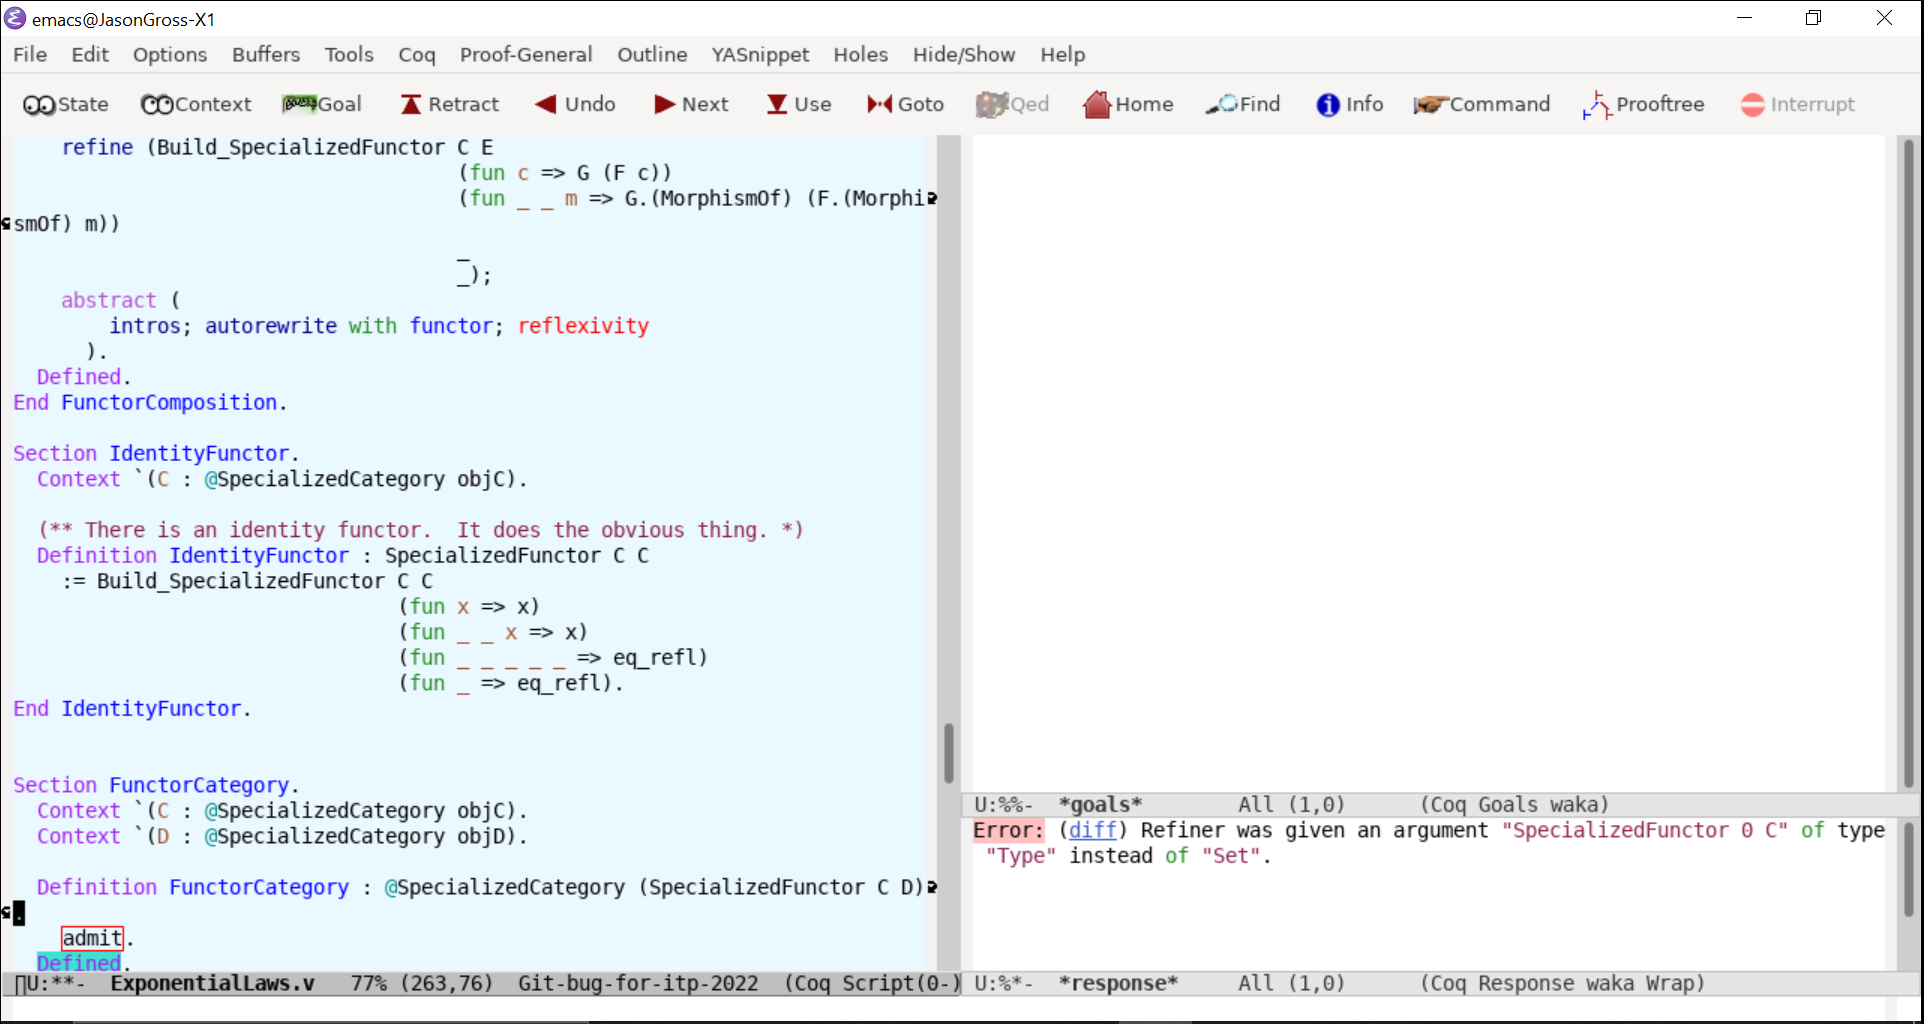 emacs@JasonGross-X1
File Edit Options Buffers Tools Coq Proof-General Outline YASnippet Holes Hide/Show Help
State Context Goal Retract Undo Next Use Goto Qed Home Find Info Command Prooftree Interrupt
refine (Build_SpecializedFunctor C E
(fun c => G (F c))
(fun _ _ m => G.(MorphismOf) (F.(Morphi
smOf) m))
_
_);
abstract (
intros; autorewrite with functor; reflexivity
).
Defined.
End FunctorComposition.
Section IdentityFunctor.
Context `(C : @SpecializedCategory objC).
(** There is an identity functor.  It does the obvious thing. *)
Definition IdentityFunctor : SpecializedFunctor C C
:= Build_SpecializedFunctor C C
(fun x => x)
(fun _ _ x => x)
(fun _ _ _ _ _ => eq_refl)
(fun _ => eq_refl).
End IdentityFunctor.
Section FunctorCategory.
Context `(C : @SpecializedCategory objC).
Context `(D : @SpecializedCategory objD).
Definition FunctorCategory : @SpecializedCategory (SpecializedFunctor C D)
.
admit.
Defined.
U:**-  ExponentialLaws.v   77% (263,76)  Git-bug-for-itp-2022  (Coq Script(0-)
U:%%-  *goals*        All (1,0)      (Coq Goals waka)
Error: (diff) Refiner was given an argument "SpecializedFunctor 0 C" of type
"Type" instead of "Set".
U:%*-  *response*     All (1,0)      (Coq Response waka Wrap)